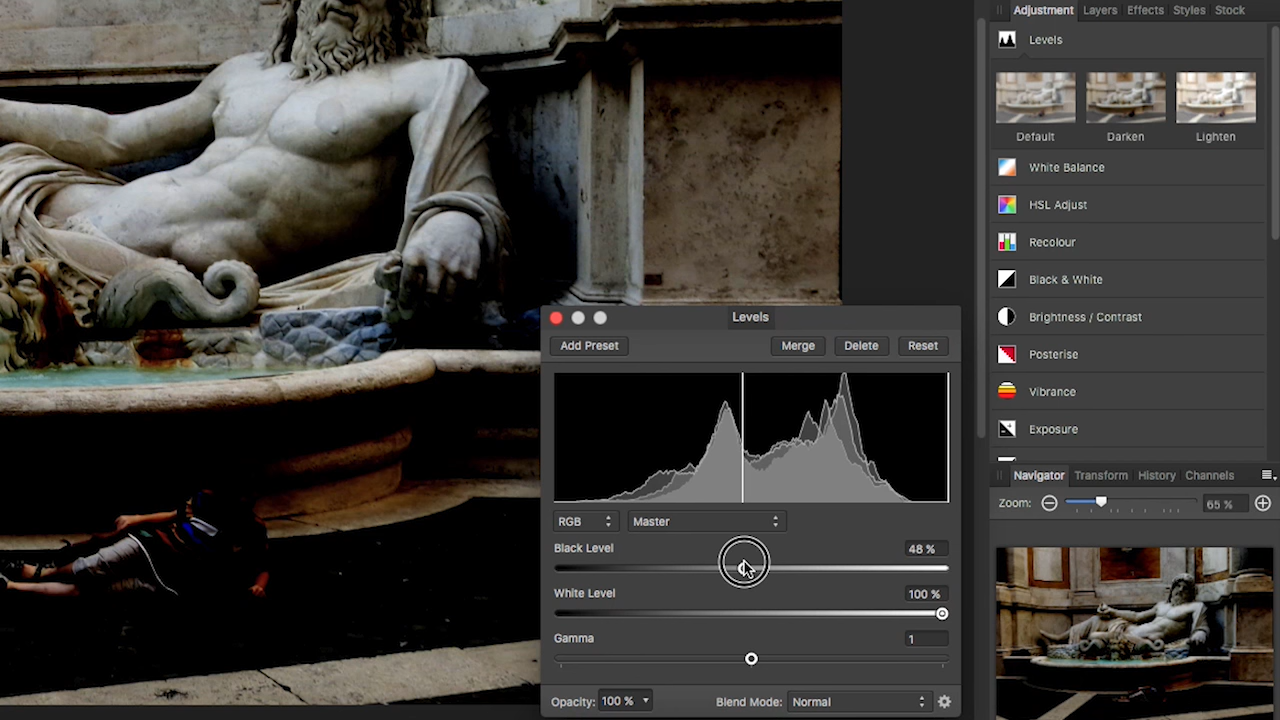 Adjustment Layers Effects Styles Stock
Levels
Default Darken Lighten
White Balance
HSL Adjust
Recolour
Black & White
Brightness / Contrast
Posterise
Vibrance
Exposure
Levels
Add Preset Merge Delete Reset
RGB Master
Black Level 48 %
White Level 100 %
Gamma 1
Opacity: 100 % Blend Mode: Normal
Navigator Transform History Channels
Zoom: 65 %